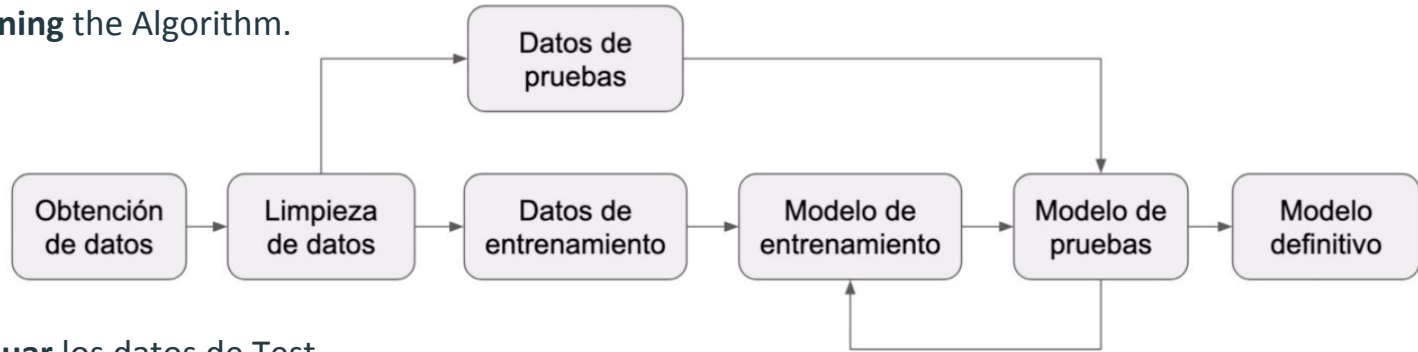 ning the Algorithm.
Datos de
pruebas
Obtención
de datos
Limpieza
de datos
Datos de
entrenamiento
Modelo de
entrenamiento
Modelo de
pruebas
Modelo
definitivo
los datos de Test